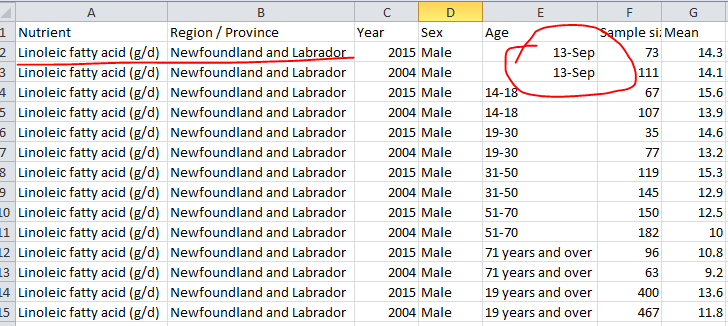 A B C D E F G
1 Nutrient Region / Province Year Sex Age Sample si Mean
2 Linoleic fatty acid (g/d) Newfoundland and Labrador 2015 Male 13-Sep 73 14.3
3 Linoleic fatty acid (g/d) Newfoundland and Labrador 2004 Male 13-Sep 111 14.1
4 Linoleic fatty acid (g/d) Newfoundland and Labrador 2015 Male 14-18 67 15.6
5 Linoleic fatty acid (g/d) Newfoundland and Labrador 2004 Male 14-18 107 13.9
6 Linoleic fatty acid (g/d) Newfoundland and Labrador 2015 Male 19-30 35 14.6
7 Linoleic fatty acid (g/d) Newfoundland and Labrador 2004 Male 19-30 77 13.2
8 Linoleic fatty acid (g/d) Newfoundland and Labrador 2015 Male 31-50 119 15.3
9 Linoleic fatty acid (g/d) Newfoundland and Labrador 2004 Male 31-50 145 12.9
10 Linoleic fatty acid (g/d) Newfoundland and Labrador 2015 Male 51-70 150 12.5
11 Linoleic fatty acid (g/d) Newfoundland and Labrador 2004 Male 51-70 182 10
12 Linoleic fatty acid (g/d) Newfoundland and Labrador 2015 Male 71 years and over 96 10.8
13 Linoleic fatty acid (g/d) Newfoundland and Labrador 2004 Male 71 years and over 63 9.2
14 Linoleic fatty acid (g/d) Newfoundland and Labrador 2015 Male 19 years and over 400 13.6
15 Linoleic fatty acid (g/d) Newfoundland and Labrador 2004 Male 19 years and over 467 11.8